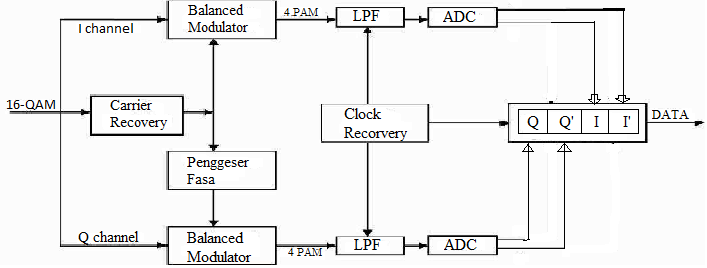 Balanced
Modulator
4.PAM
LPF
ADC
I channel
16-QAM
Carrier
Recovery
Clock
Recorvery
Q
Q'
I
I'
DATA
Penggeser
Fasa
Q channel
Balanced
Modulator
4 PAM
LPF
ADC